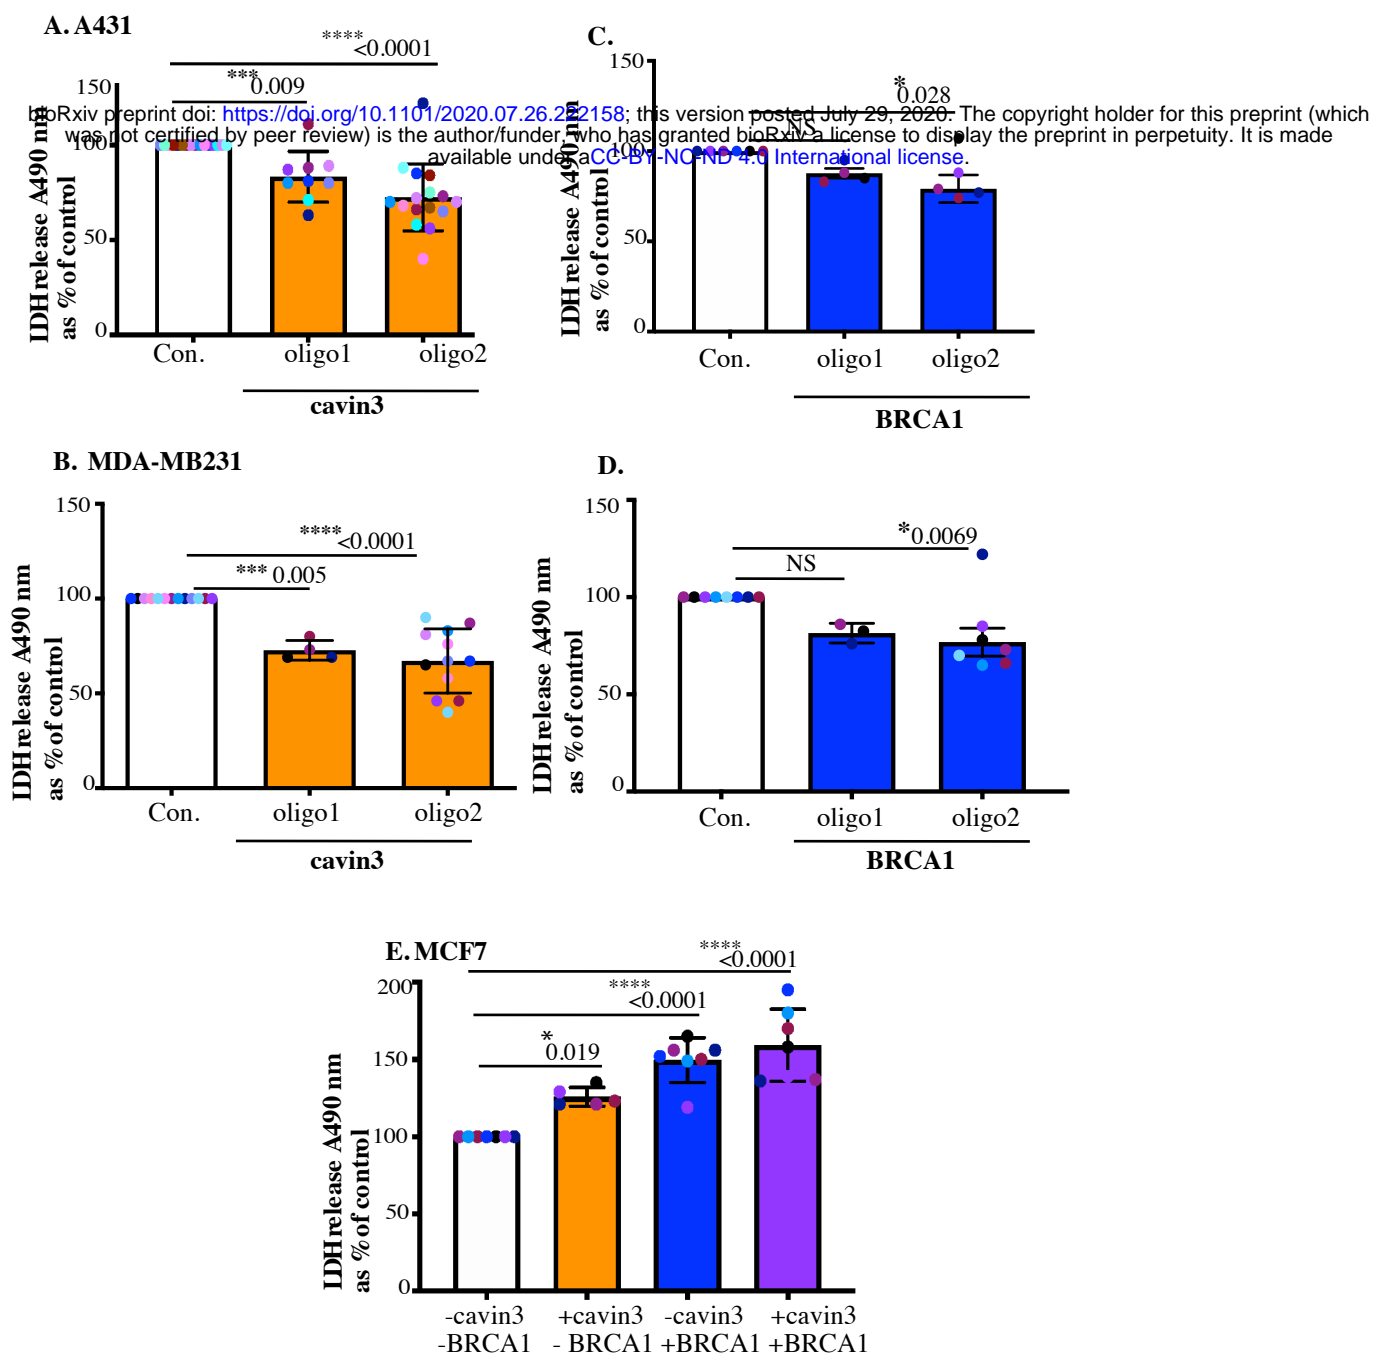 A. A431
****
<0.0001
***
0.009
150
100
50
0
LDH release A490 nm
as % of control
Con.
oligo1
oligo2
cavin3
C.
*
0.028
NS
150
100
50
0
LDH release A490 nm
as % of control
Con.
oligo1
oligo2
BRCA1
bioRxiv preprint doi: https://doi.org/10.1101/2020.07.26.222158; this version posted July 29, 2020. The copyright holder for this preprint (which
was not certified by peer review) is the author/funder, who has granted bioRxiv a license to display the preprint in perpetuity. It is made
available under aCC-BY-NC-ND 4.0 International license.
B. MDA-MB231
****
<0.0001
*** 0.005
150
100
50
0
LDH release A490 nm
as % of control
Con.
oligo1
oligo2
cavin3
D.
*0.0069
NS
150
100
50
0
LDH release A490 nm
as % of control
Con.
oligo1
oligo2
BRCA1
E. MCF7
****
<0.0001
****
<0.0001
*
0.019
200
150
100
50
0
LDH release A490 nm
as % of control
-cavin3 +cavin3 -cavin3 +cavin3
-BRCA1 - BRCA1 +BRCA1 +BRCA1